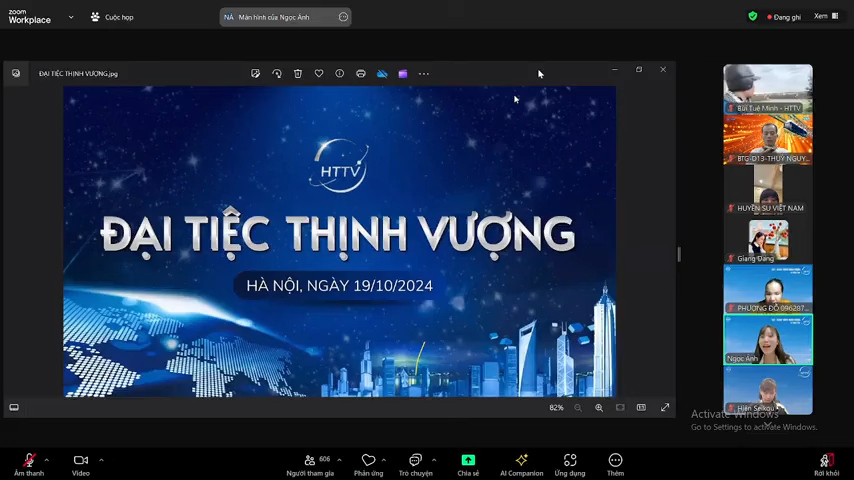 zoom
Workplace
Cuộc họp
NÁ
Màn hình của Ngọc Ánh
Đang ghi
Xem
ĐẠI TIỆC THỊNH VƯỢNG.jpg
HTTV
ĐẠI TIỆC THỊNH VƯỢNG
HÀ NỘI, NGÀY 19/10/2024
82%
Bùi Tuệ Minh - HTTV
BTG-D13-THUỶ NGUY...
HUYỀN SU VIỆT NAM
Giang Dang
PHƯỢNG ĐỖ 096287...
Ngọc Ánh
Hiền Seikou
Activate Windows
Go to Settings to activate Windows.
Âm thanh
Video
606
Người tham gia
Phản ứng
Trò chuyện
Chia sẻ
AI Companion
Ứng dụng
Thêm
Rời khỏi